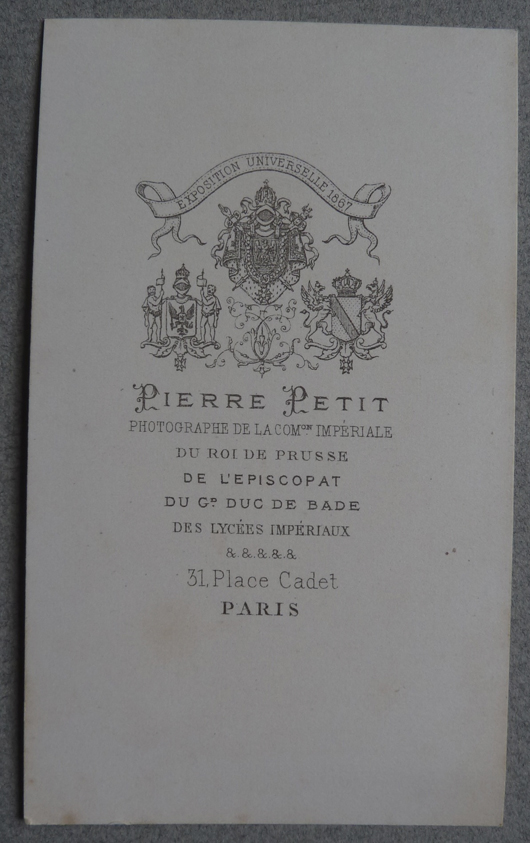 EXPOSITION UNIVERSELLE 1867
PIERRE PETIT
PHOTOGRAPHE DE LA COMᴼᴺ IMPÉRIALE
DU ROI DE PRUSSE
DE L'EPISCOPAT
DU Gᴰ DUC DE BADE
DES LYCÉES IMPÉRIAUX
&.&.&.&.&
31, Place Cadet
PARIS